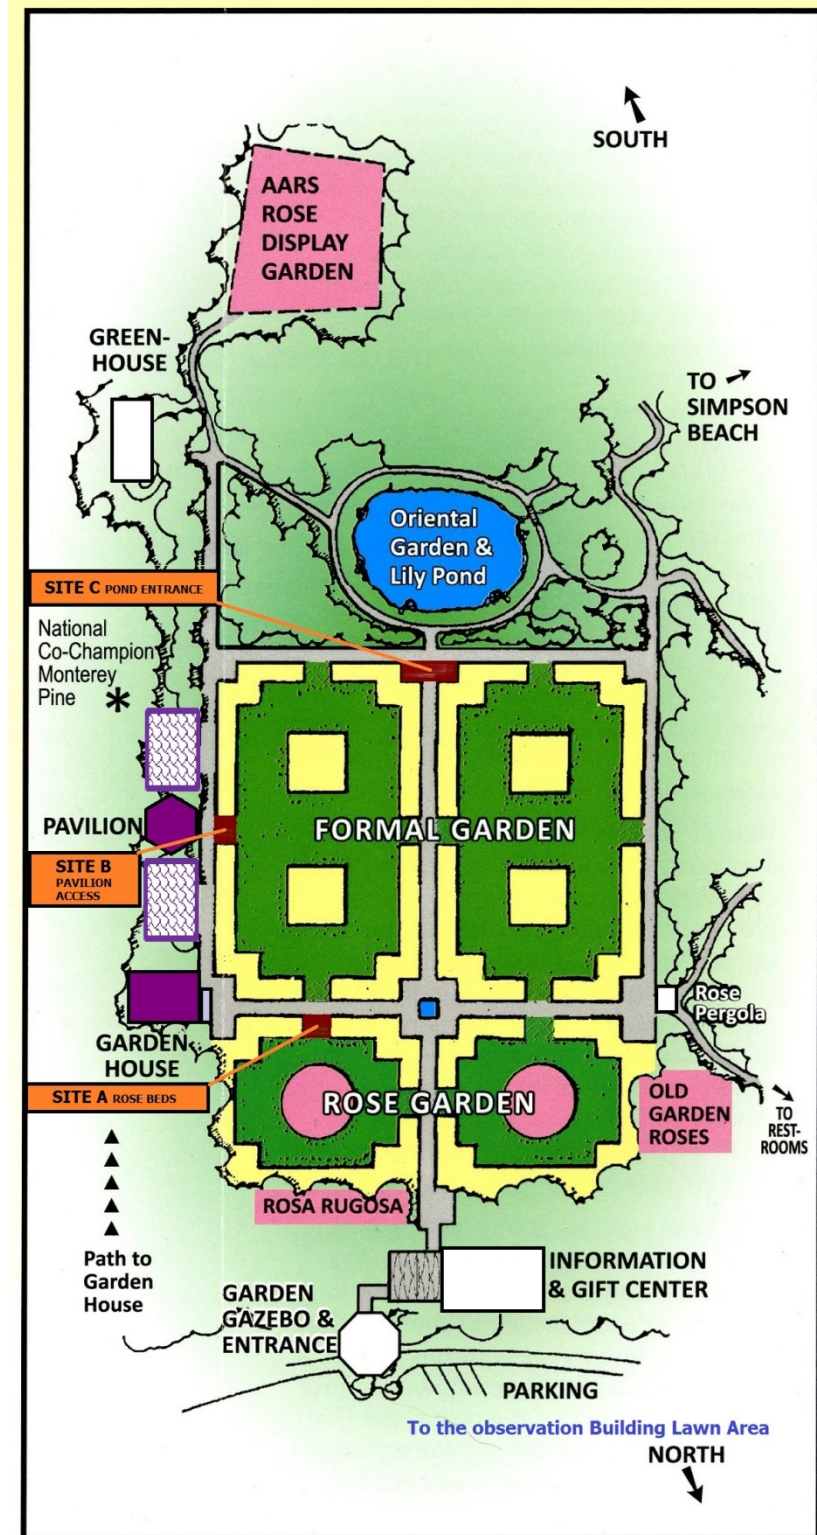 SOUTH
AARS
ROSE
DISPLAY
GARDEN
GREEN-
HOUSE
TO
SIMPSON
BEACH
Oriental
Garden &
Lily Pond
SITE C POND ENTRANCE
National
Co-Champion
Monterey
Pine *
PAVILION
FORMAL GARDEN
SITE B
PAVILION
ACCESS
Rose
Pergola
GARDEN
HOUSE
SITE A ROSE BEDS
ROSE GARDEN
OLD
GARDEN
ROSES
TO
REST-
ROOMS
ROSA RUGOSA
Path to
Garden
House
INFORMATION
& GIFT CENTER
GARDEN
GAZEBO &
ENTRANCE
PARKING
To the observation Building Lawn Area
NORTH